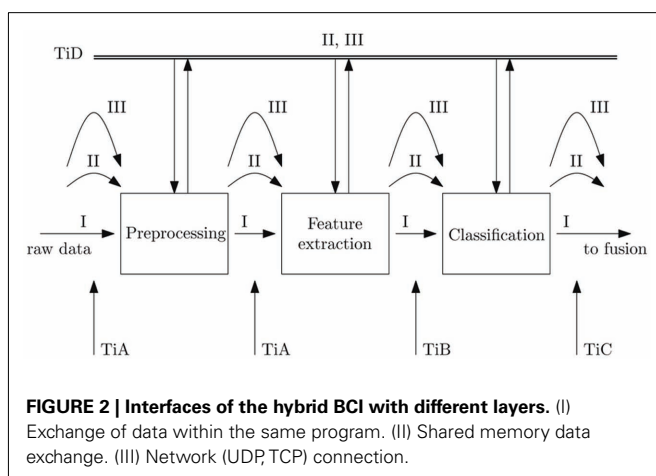 II, III
TiD
III III III III
II II II II
I Preprocessing I Feature extraction I Classification I
raw data to fusion
TiA TiA TiB TiC
FIGURE 2 | Interfaces of the hybrid BCI with different layers. (I)
Exchange of data within the same program. (II) Shared memory data
exchange. (III) Network (UDP, TCP) connection.